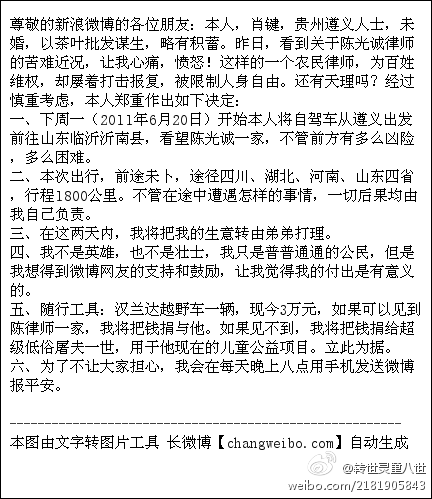 尊敬的新浪微博的各位朋友：本人，肖键，贵州遵义人士，未
婚，以茶叶批发谋生，略有积蓄。昨日，看到关于陈光诚律师
的苦难近况，让我心痛，愤怒！这样的一个农民律师，为百姓
维权，却屡着打击报复，被限制人身自由。还有天理吗？经过
慎重考虑，本人郑重作出如下决定：
一、下周一（2011年6月20日）开始本人将自驾车从遵义出发
前往山东临沂沂南县，看望陈光诚一家，不管前方有多么凶险
，多么困难。
二、本次出行，前途未卜，途径四川、湖北、河南、山东四省
，行程1800公里。不管在途中遭遇怎样的事情，一切后果均由
我自己负责。
三、在这两天内，我将把我的生意转由弟弟打理。
四、我不是英雄，也不是壮士，我只是普普通通的公民，但是
我想得到微博网友的支持和鼓励，让我觉得我的付出是有意义
的。
五、随行工具：汉兰达越野车一辆，现今3万元，如果可以见到
陈律师一家，我将把钱捐与他。如果见不到，我将把钱捐给超
级低俗屠夫一世，用于他现在的儿童公益项目。立此为据。
六、为了不让大家担心，我会在每天晚上八点用手机发送微博
报平安。
------------------------------------------------------
本图由文字转图片工具 长微博【changweibo.com】自动生成
@转世灵童八世
weibo.com/2181905843